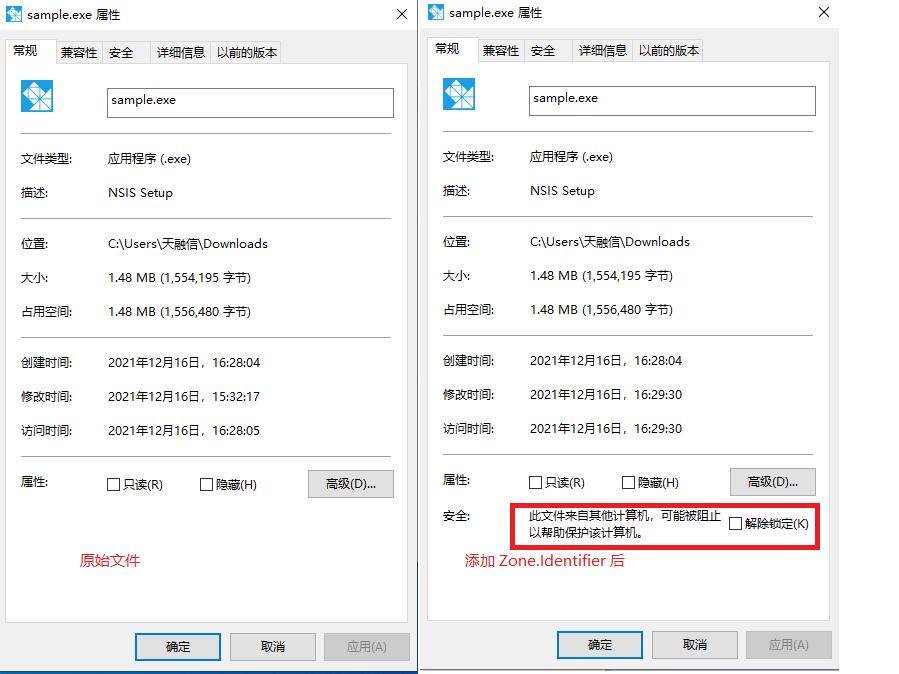 sample.exe 属性
常规 兼容性 安全 详细信息 以前的版本
sample.exe
文件类型: 应用程序 (.exe)
描述: NSIS Setup
位置: C:\Users\天融信\Downloads
大小: 1.48 MB (1,554,195 字节)
占用空间: 1.48 MB (1,556,480 字节)
创建时间: 2021年12月16日，16:28:04
修改时间: 2021年12月16日，15:32:17
访问时间: 2021年12月16日，16:28:05
属性: 只读(R) 隐藏(H) 高级(D)...
原始文件
确定 取消 应用(A)
sample.exe 属性
常规 兼容性 安全 详细信息 以前的版本
sample.exe
文件类型: 应用程序 (.exe)
描述: NSIS Setup
位置: C:\Users\天融信\Downloads
大小: 1.48 MB (1,554,195 字节)
占用空间: 1.48 MB (1,556,480 字节)
创建时间: 2021年12月16日，16:28:04
修改时间: 2021年12月16日，16:29:30
访问时间: 2021年12月16日，16:29:30
属性: 只读(R) 隐藏(H) 高级(D)...
安全: 此文件来自其他计算机，可能被阻止
以帮助保护该计算机。 解除锁定(K)
添加 Zone.Identifier 后
确定 取消 应用(A)